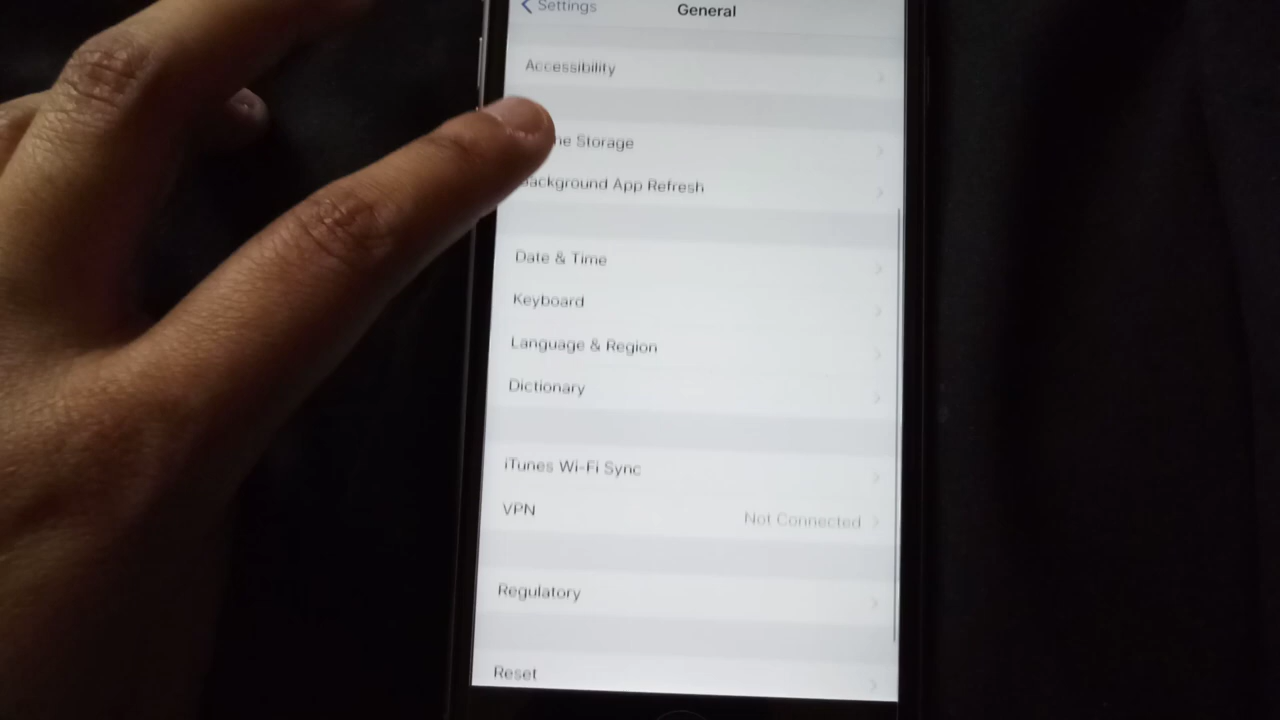 Settings
General
Accessibility
ne Storage
Background App Refresh
Date & Time
Keyboard
Language & Region
Dictionary
iTunes Wi-Fi Sync
VPN Not Connected
Regulatory
Reset